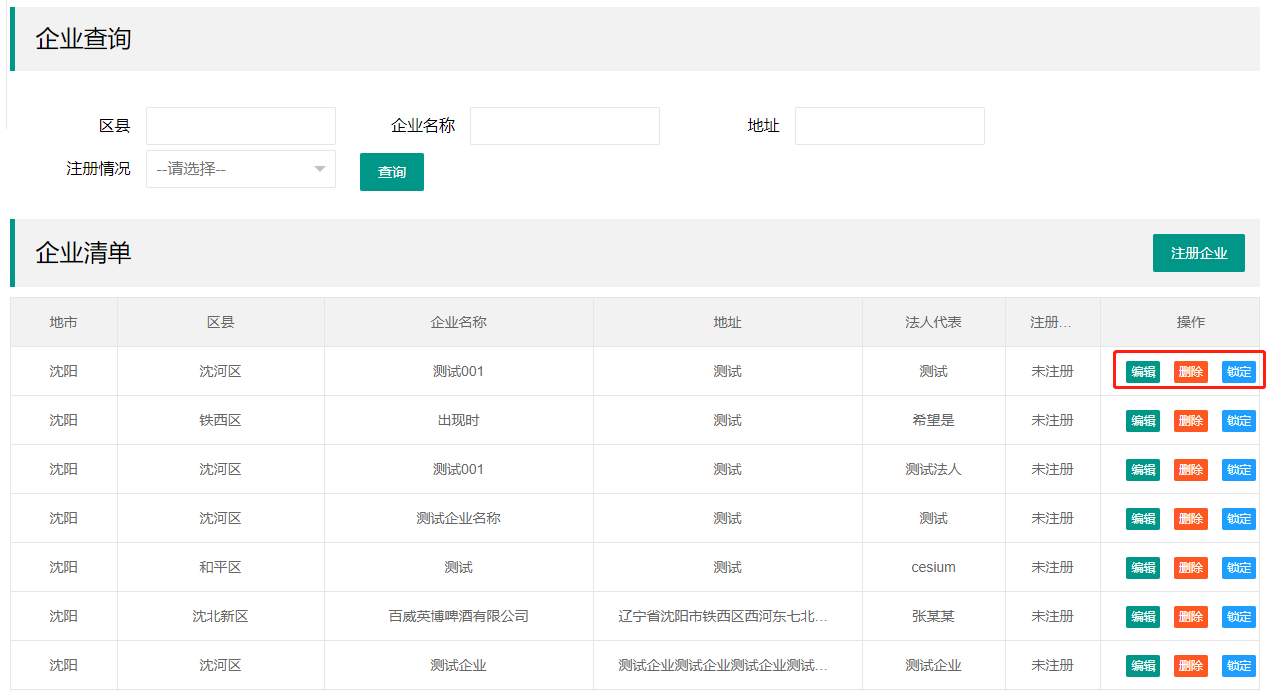 企业查询
区县 企业名称 地址
注册情况 --请选择-- 查询
企业清单 注册企业
地市 区县 企业名称 地址 法人代表 注册... 操作
沈阳 沈河区 测试001 测试 测试 未注册 编辑 删除 锁定
沈阳 铁西区 出现时 测试 希望是 未注册 编辑 删除 锁定
沈阳 沈河区 测试001 测试 测试法人 未注册 编辑 删除 锁定
沈阳 沈河区 测试企业名称 测试 测试 未注册 编辑 删除 锁定
沈阳 和平区 测试 测试 cesium 未注册 编辑 删除 锁定
沈阳 沈北新区 百威英博啤酒有限公司 辽宁省沈阳市铁西区西河东七北... 张某某 未注册 编辑 删除 锁定
沈阳 沈河区 测试企业 测试企业测试企业测试企业测试... 测试企业 未注册 编辑 删除 锁定